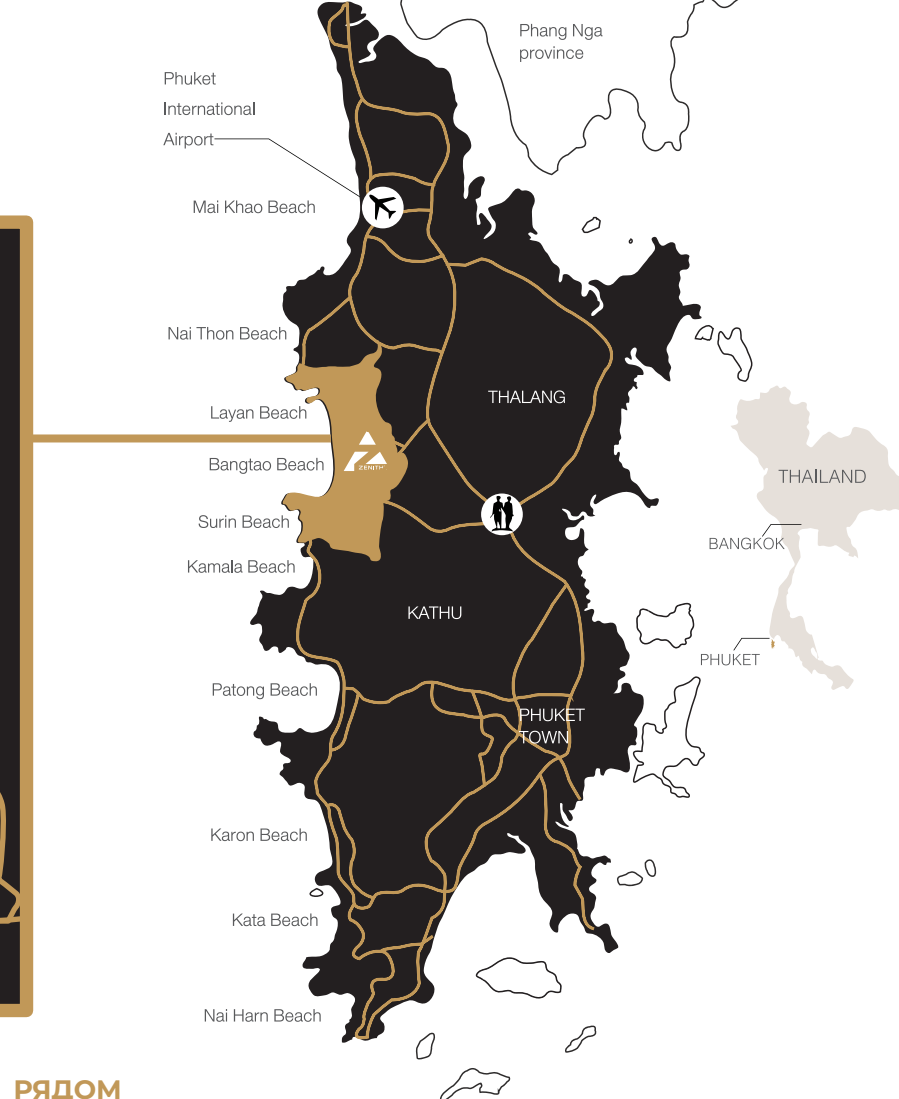 Phang Nga
province
Phuket
International
Airport
Mai Khao Beach
Nai Thon Beach
THALANG
Layan Beach
Bangtao Beach
ZENITH
THAILAND
Surin Beach
BANGKOK
Kamala Beach
KATHU
PHUKET
Patong Beach
PHUKET
TOWN
Karon Beach
Kata Beach
Nai Harn Beach
РЯДОМ